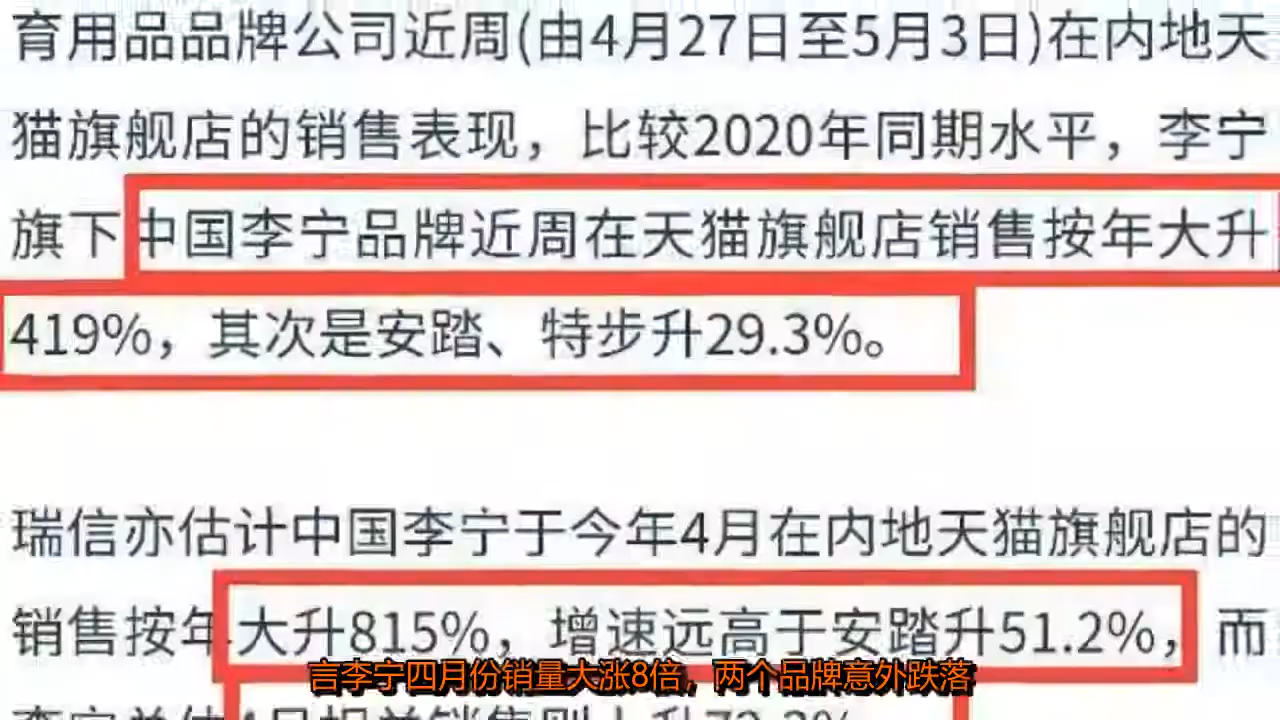 育用品品牌公司近周(由4月27日至5月3日)在内地天
猫旗舰店的销售表现，比较2020年同期水平，李宁
旗下中国李宁品牌近周在天猫旗舰店销售按年大升
419%，其次是安踏、特步升29.3%。
瑞信亦估计中国李宁于今年4月在内地天猫旗舰店的
销售按年大升815%，增速远高于安踏升51.2%，而
言李宁四月份销量大涨8倍，两个品牌意外跌落